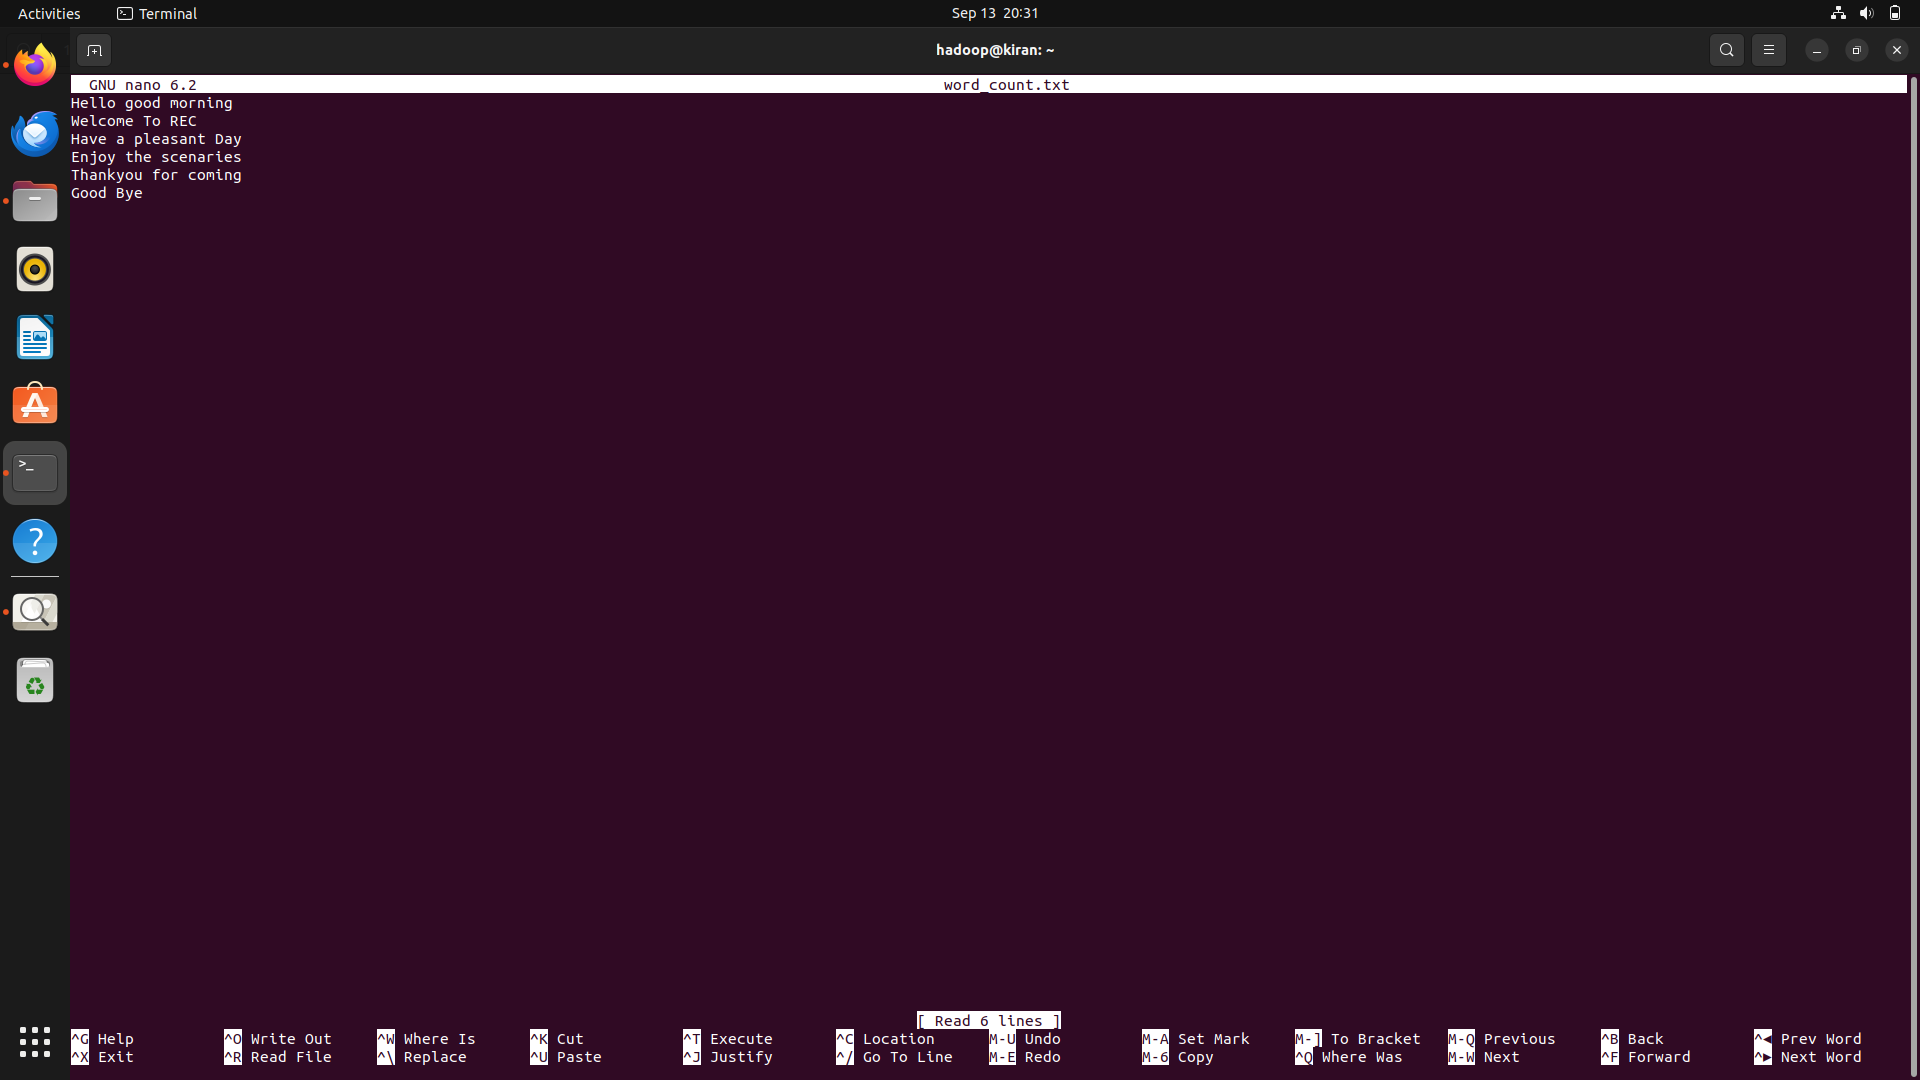 Activities Terminal Sep 13 20:31
hadoop@kiran: ~
GNU nano 6.2 word_count.txt
Hello good morning
Welcome To REC
Have a pleasant Day
Enjoy the scenaries
Thankyou for coming
Good Bye
[ Read 6 lines ]
^G Help ^O Write Out ^W Where Is ^K Cut ^T Execute ^C Location M-U Undo M-A Set Mark M-] To Bracket M-Q Previous ^B Back ^◀ Prev Word
^X Exit ^R Read File ^\ Replace ^U Paste ^J Justify ^/ Go To Line M-E Redo M-6 Copy ^Q Where Was M-W Next ^F Forward ^▶ Next Word